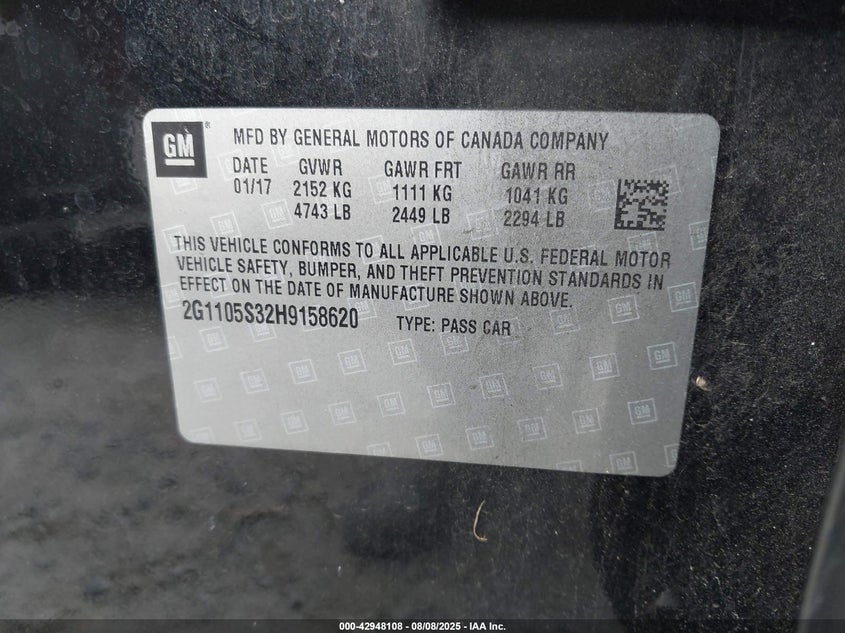 GM
MFD BY GENERAL MOTORS OF CANADA COMPANY
DATE GVWR GAWR FRT GAWR RR
01/17 2152 KG 1111 KG 1041 KG
4743 LB 2449 LB 2294 LB
THIS VEHICLE CONFORMS TO ALL APPLICABLE U.S. FEDERAL MOTOR
VEHICLE SAFETY, BUMPER, AND THEFT PREVENTION STANDARDS IN
EFFECT ON THE DATE OF MANUFACTURE SHOWN ABOVE.
2G1105S32H9158620 TYPE: PASS CAR
000-42948108 - 08/08/2025 - IAA Inc.